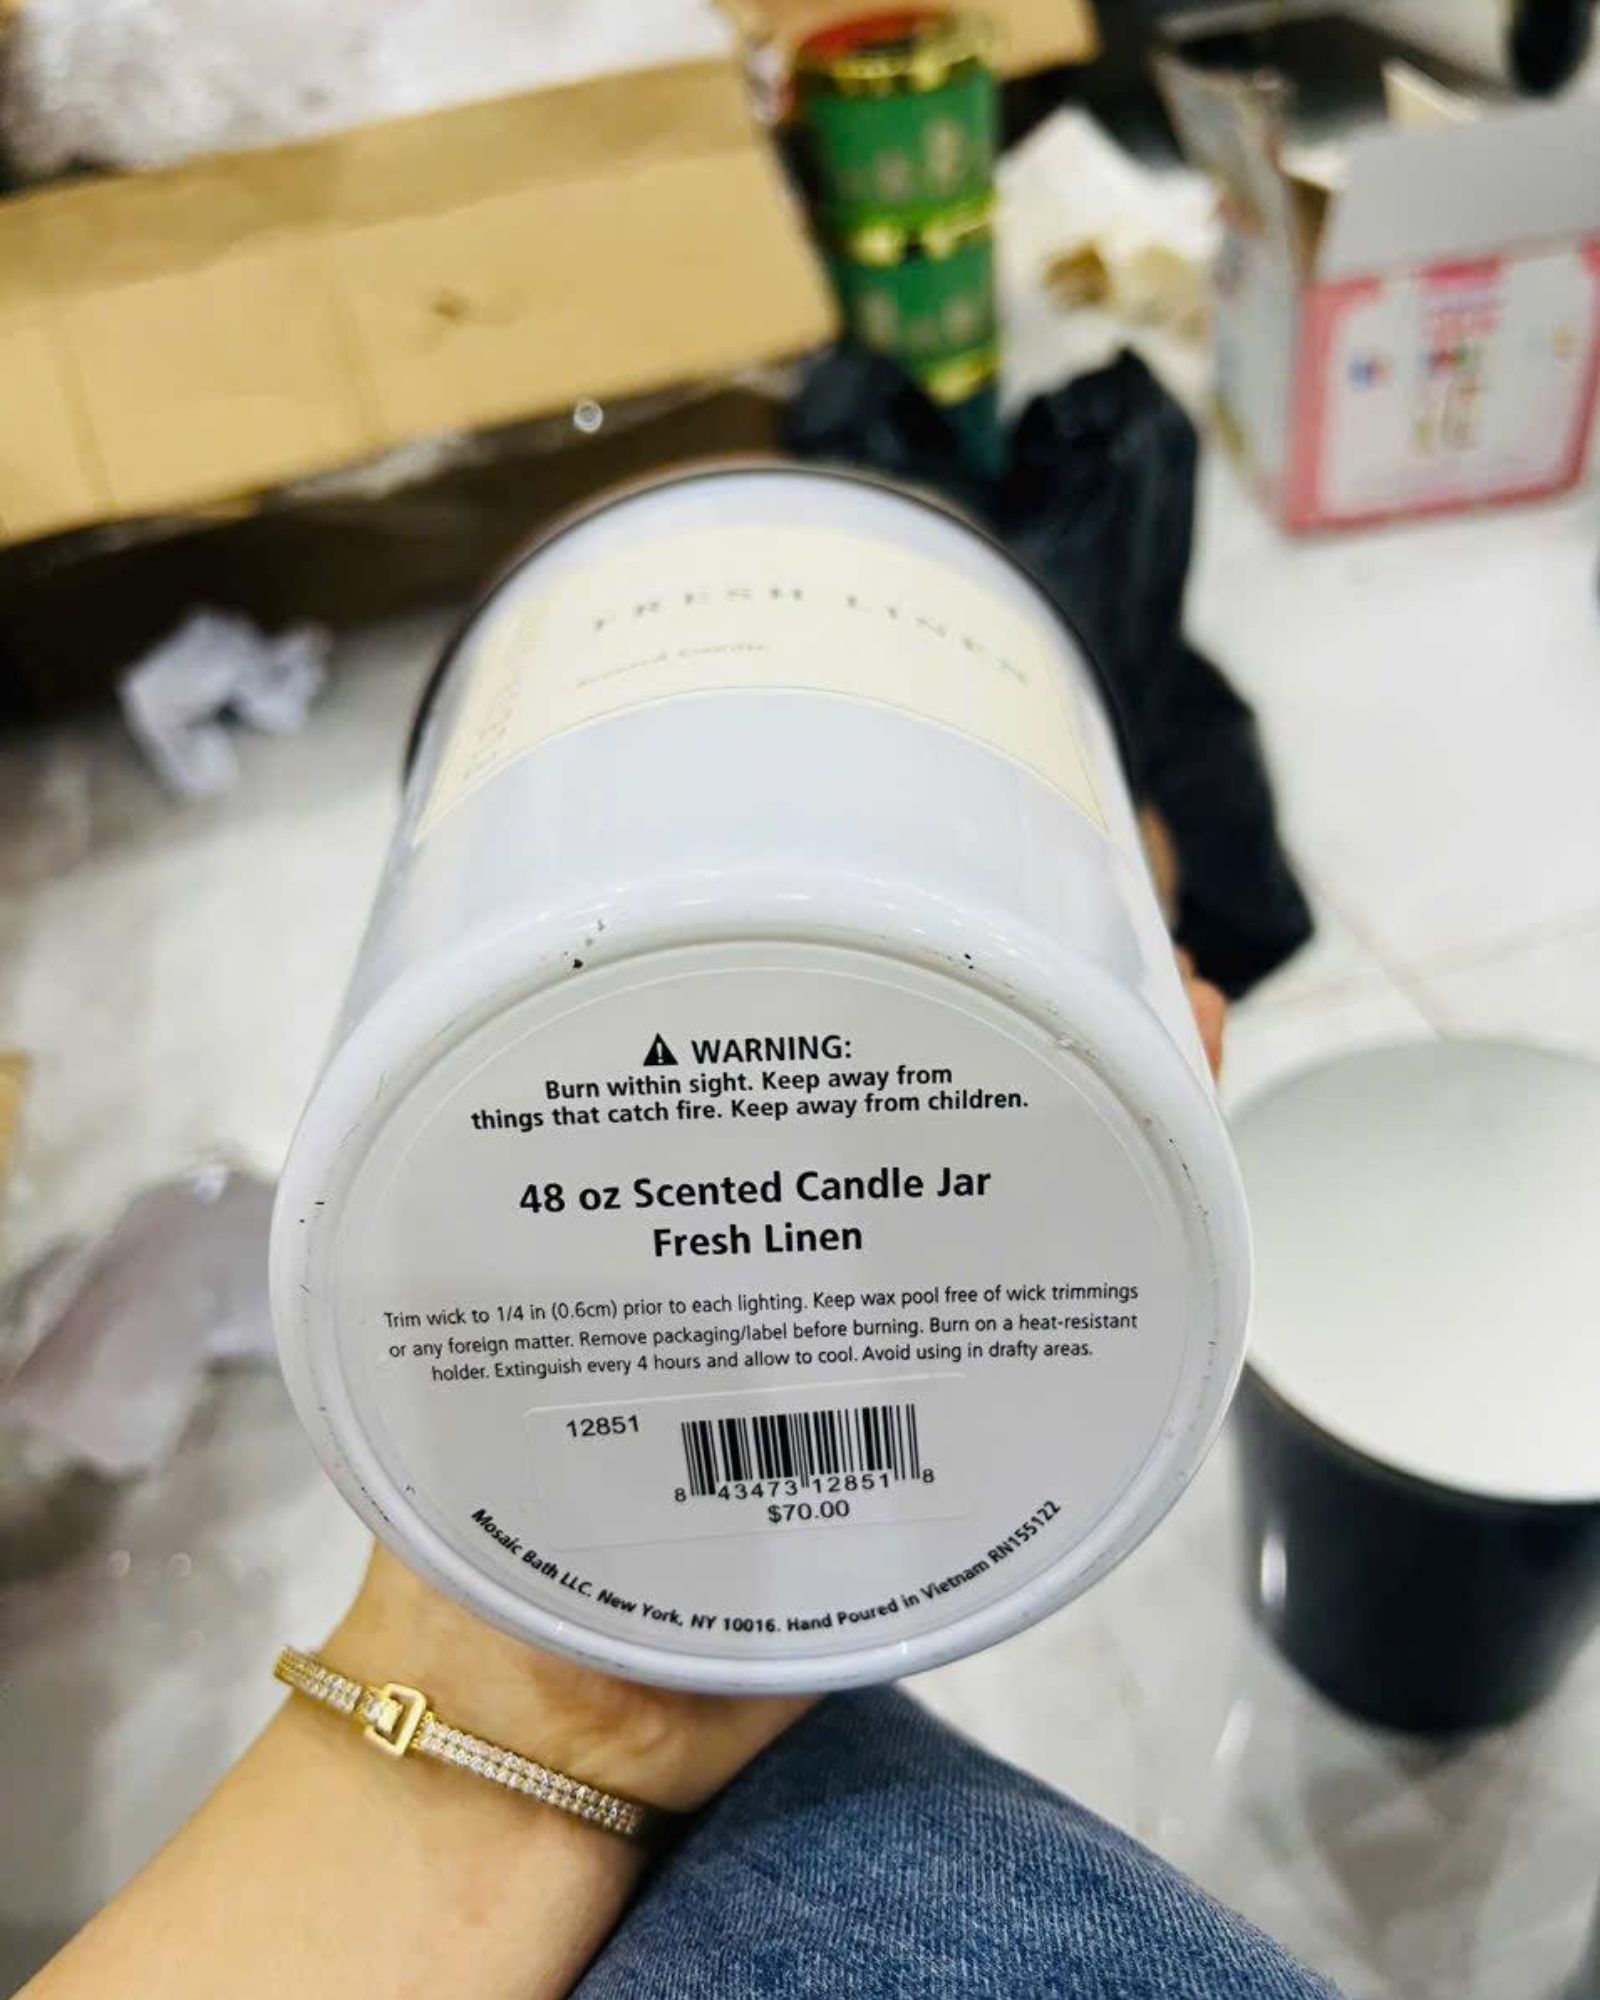 FRESH LINEN
Scented Candle
WARNING:
Burn within sight. Keep away from
things that catch fire. Keep away from children.
48 oz Scented Candle Jar
Fresh Linen
Trim wick to 1/4 in (0.6cm) prior to each lighting. Keep wax pool free of wick trimmings
or any foreign matter. Remove packaging/label before burning. Burn on a heat-resistant
holder. Extinguish every 4 hours and allow to cool. Avoid using in drafty areas.
12851
8 43473 12851 8
$70.00
Mosaic Bath LLC. New York, NY 10016. Hand Poured in Vietnam RN155122